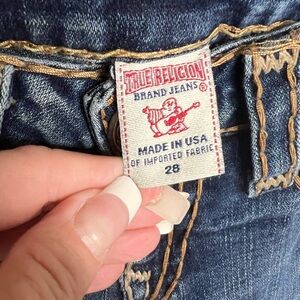 TRUE RELIGION
BRAND JEANS®
MADE IN USA
OF IMPORTED FABRIC
28